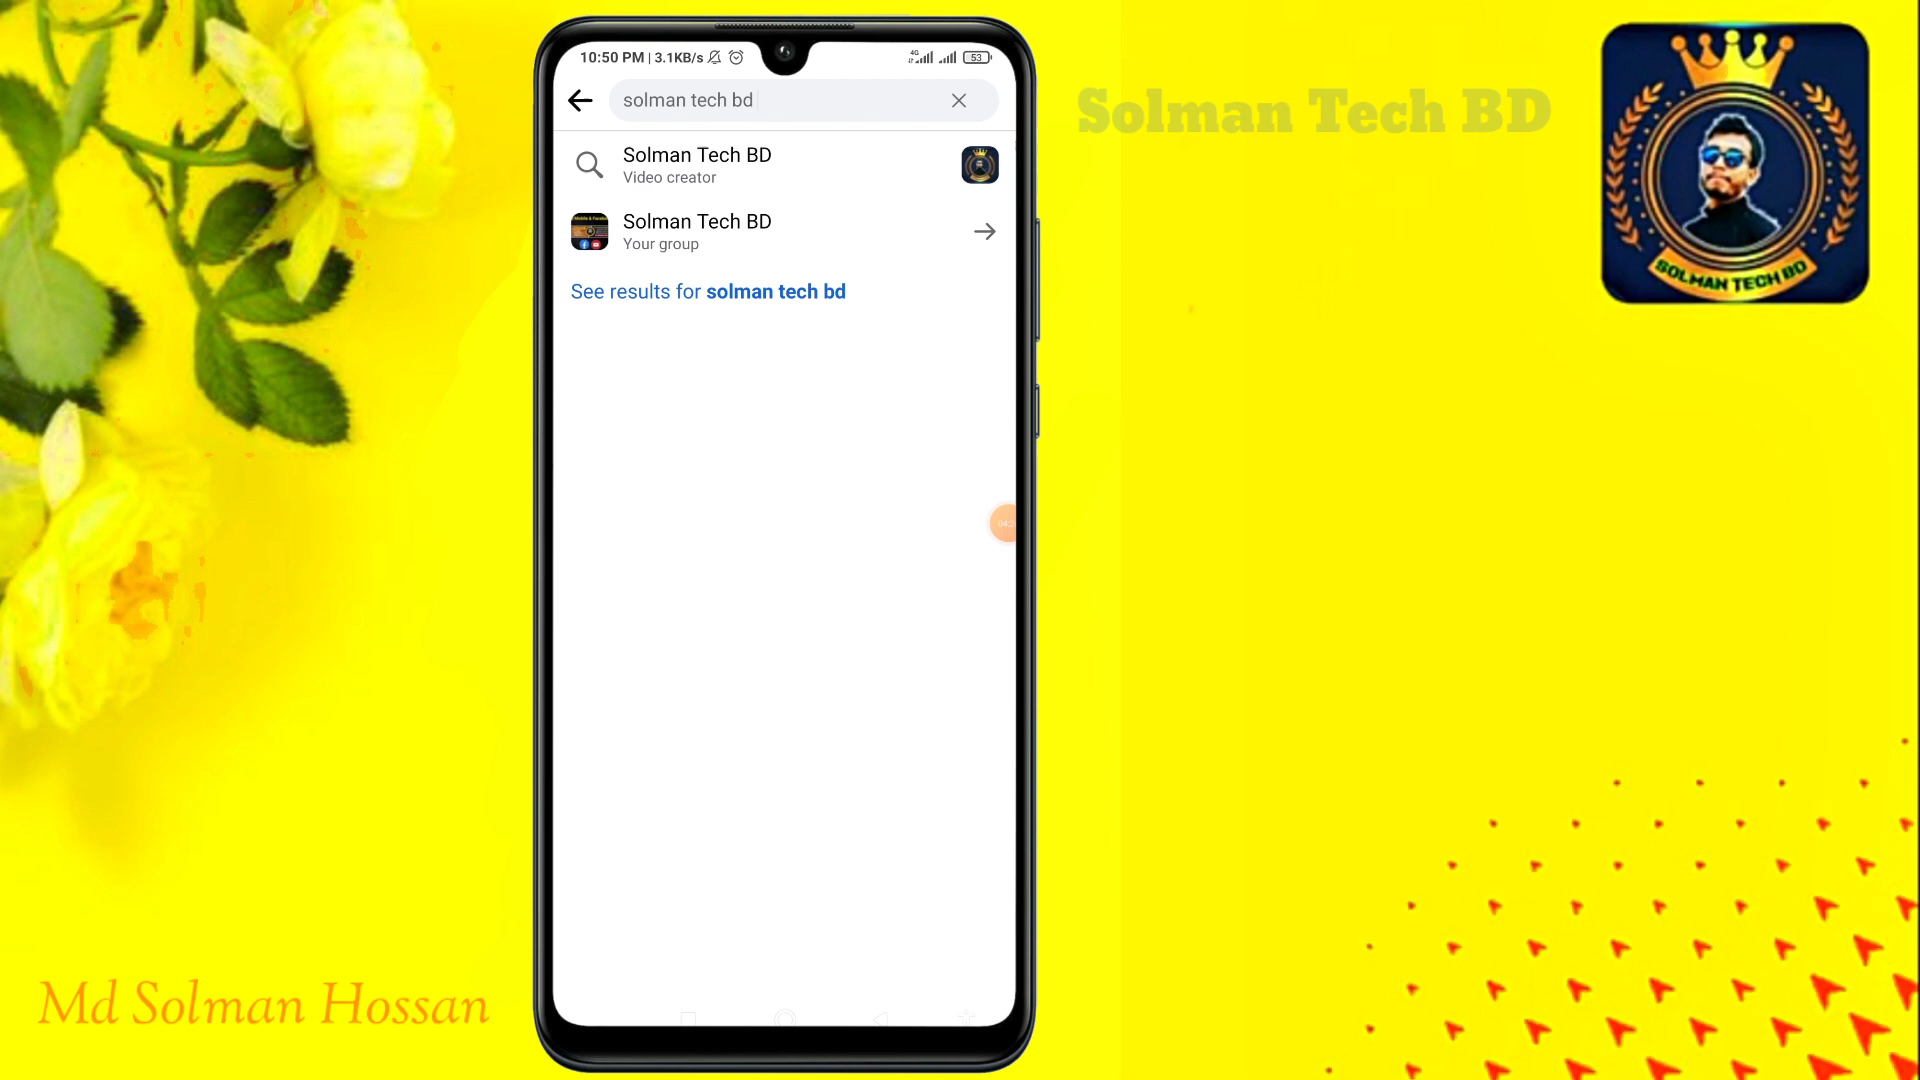 10:50 PM | 3.1KB/s
4G
53
solman tech bd
Solman Tech BD
Video creator
Solman Tech BD
Your group
See results for solman tech bd
Solman Tech BD
SOLMAN TECH BD
Md Solman Hossan